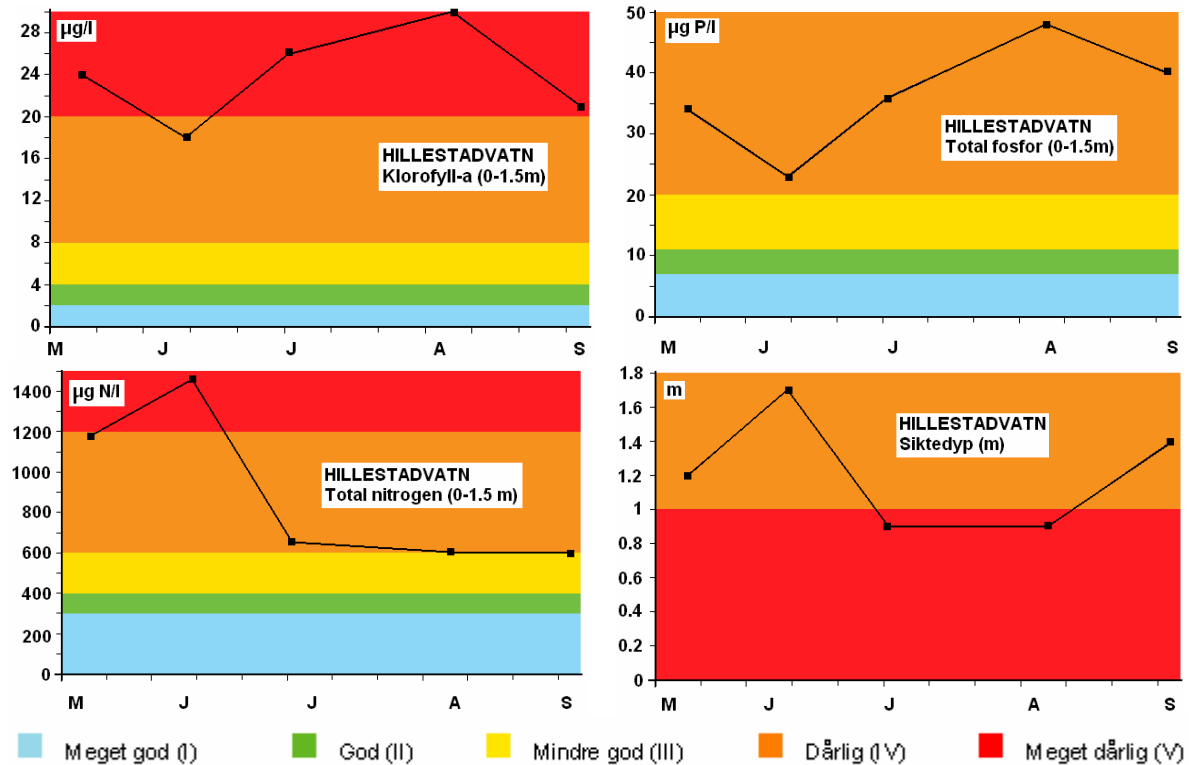 µg/l
28
24
20
16
12
8
4
0
HILLESTADVATN
Klorofyll-a (0-1.5m)
M J J A S
µg P/l
50
40
30
20
10
0
HILLESTADVATN
Total fosfor (0-1.5m)
M J J A S
µg N/l
1400
1200
1000
800
600
400
200
0
HILLESTADVATN
Total nitrogen (0-1.5 m)
M J J A S
m
1.8
1.6
1.4
1.2
1
0.8
0.6
0.4
0.2
0
HILLESTADVATN
Siktedyp (m)
M J J A S
Meget god (I) God (II) Mindre god (III) Dårlig (IV) Meget dårlig (V)